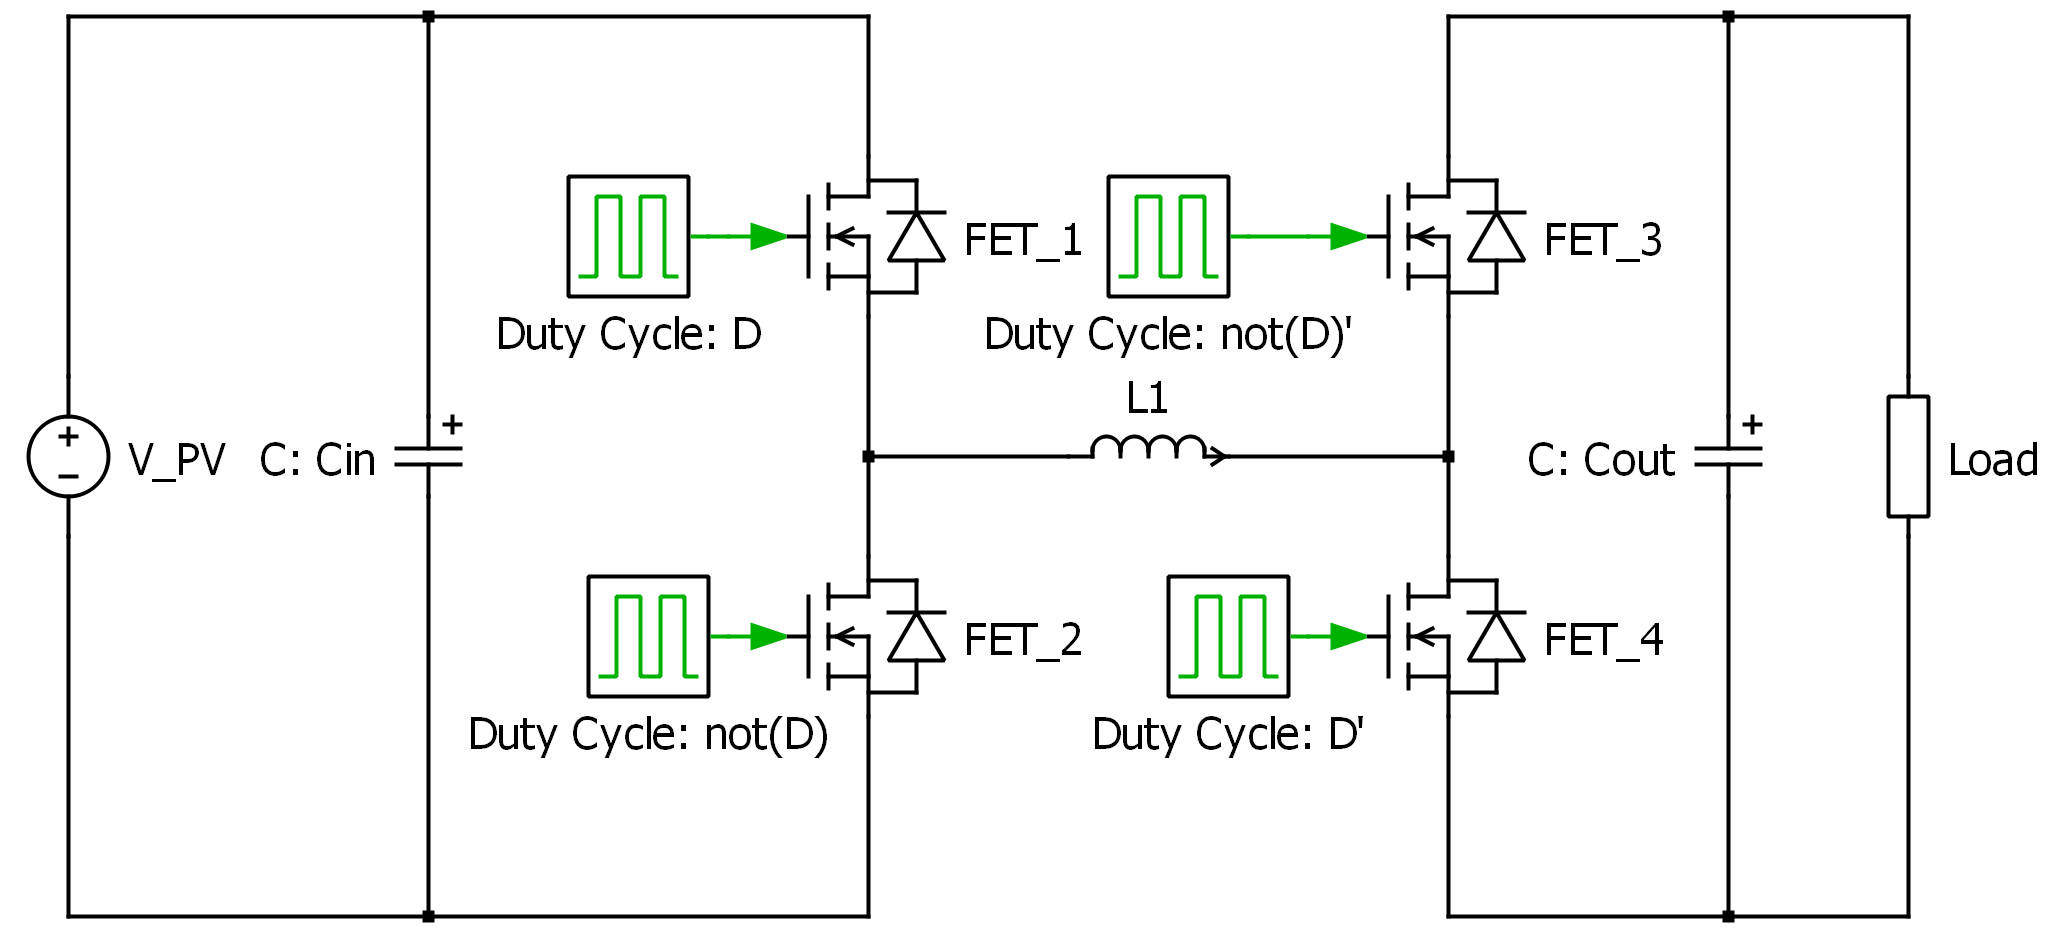 FET_1
FET_3
Duty Cycle: D
Duty Cycle: not(D)'
L1
+
+
+
−
V_PV
C: Cin
C: Cout
Load
FET_2
FET_4
Duty Cycle: not(D)
Duty Cycle: D'